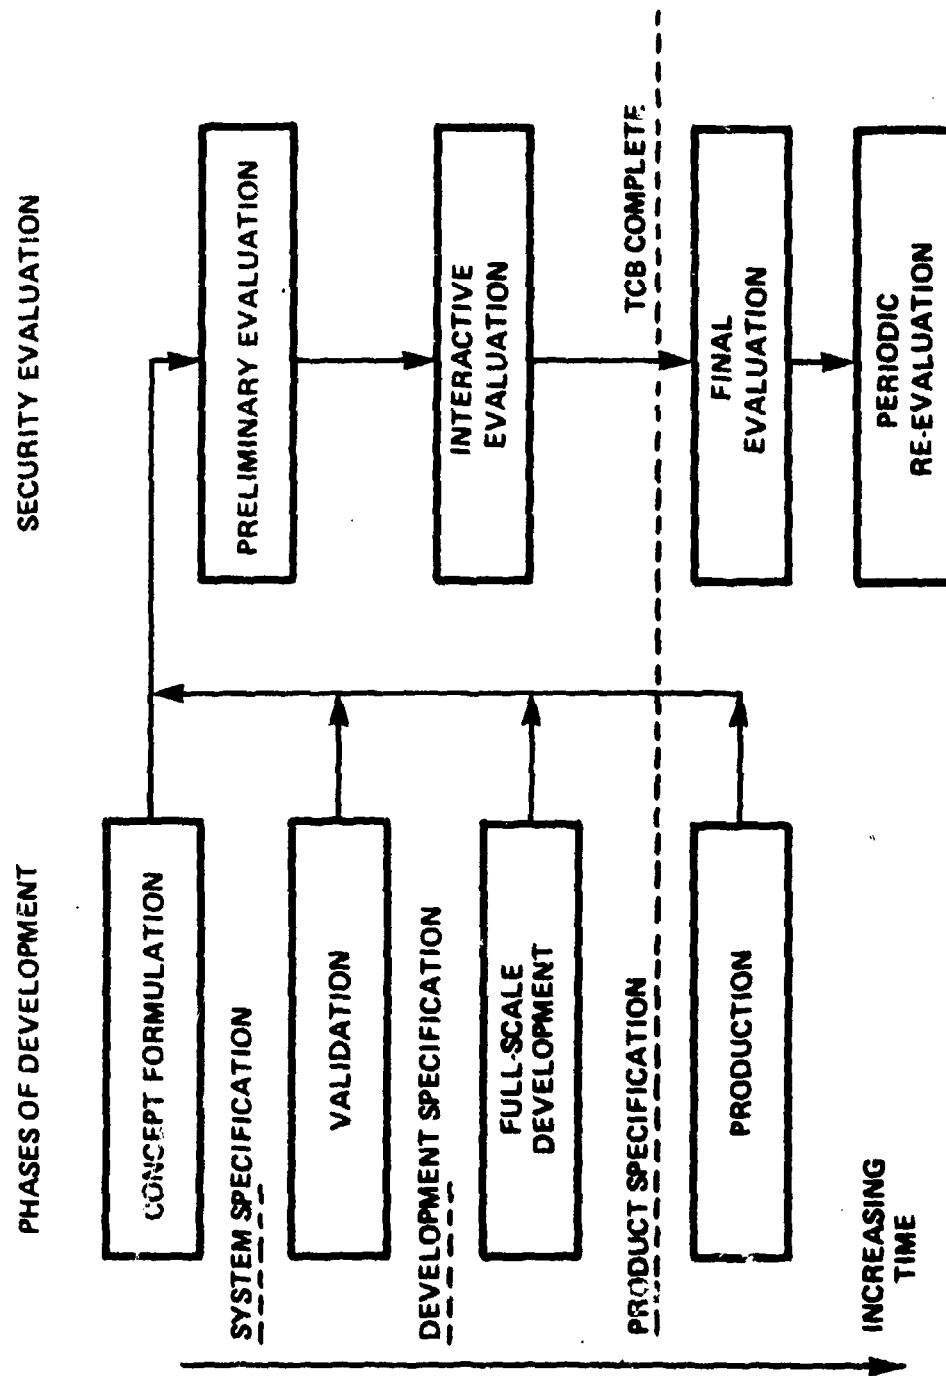 PHASES OF DEVELOPMENT
SECURITY EVALUATION
CONCEPT FORMULATION
PRELIMINARY EVALUATION
SYSTEM SPECIFICATION
VALIDATION
INTERACTIVE
EVALUATION
DEVELOPMENT SPECIFICATION
FULL-SCALE
DEVELOPMENT
PRODUCT SPECIFICATION
TCB COMPLETE
PRODUCTION
FINAL
EVALUATION
INCREASING
TIME
PERIODIC
RE-EVALUATION